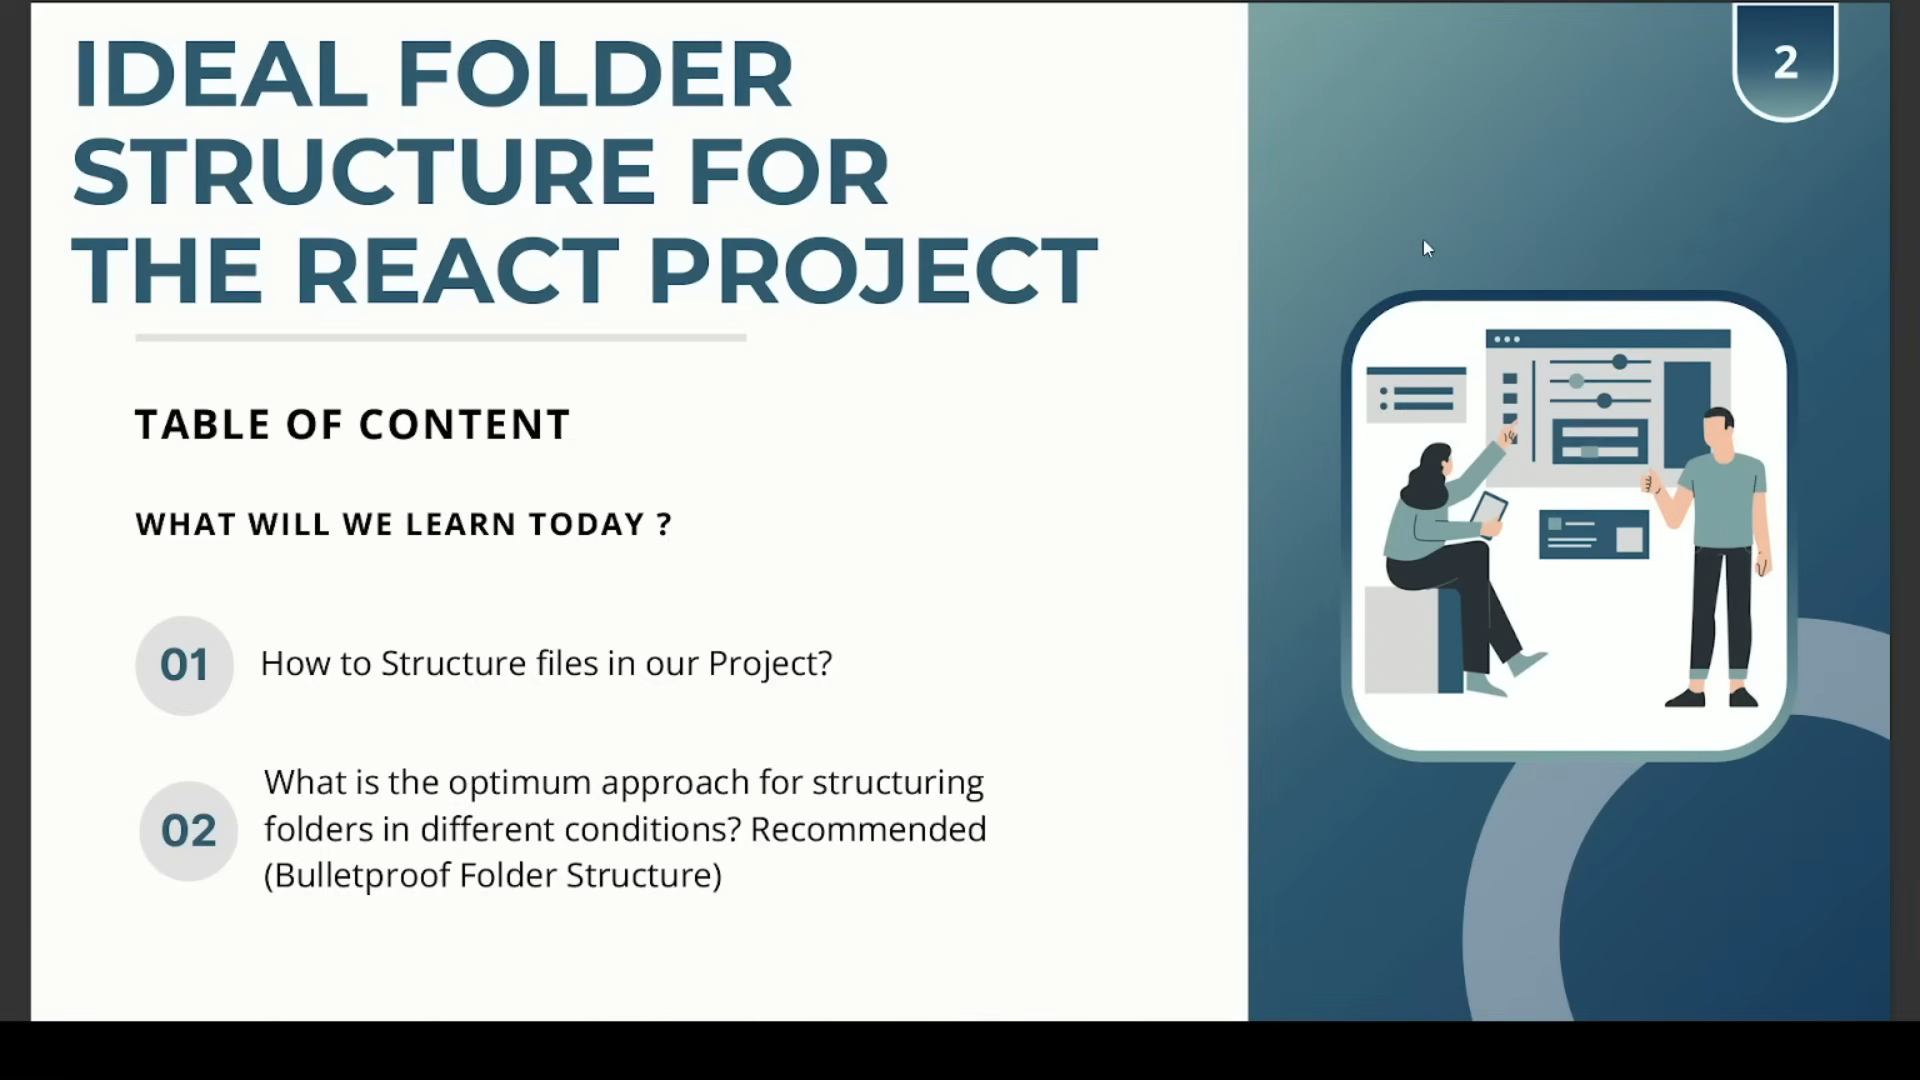 IDEAL FOLDER
STRUCTURE FOR
THE REACT PROJECT
2
TABLE OF CONTENT
WHAT WILL WE LEARN TODAY ?
01
How to Structure files in our Project?
02
What is the optimum approach for structuring
folders in different conditions? Recommended
(Bulletproof Folder Structure)